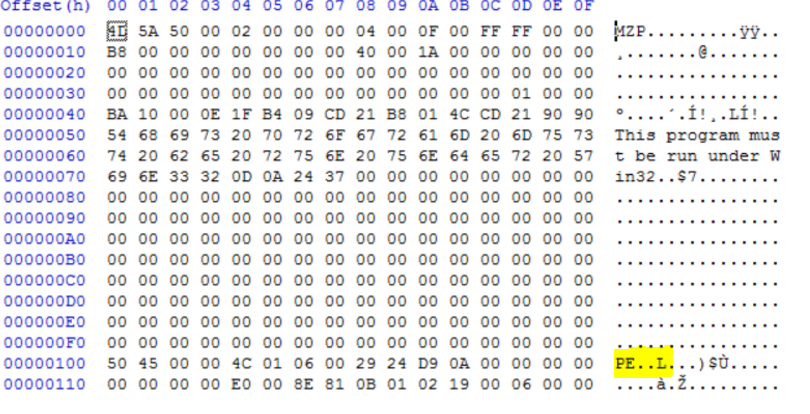 Offset(h) 00 01 02 03 04 05 06 07 08 09 0A 0B 0C 0D 0E 0F
00000000 4D 5A 50 00 02 00 00 00 04 00 0F 00 FF FF 00 00 MZP.........ÿÿ..
00000010 B8 00 00 00 00 00 00 00 40 00 1A 00 00 00 00 00 ¸.......@.......
00000020 00 00 00 00 00 00 00 00 00 00 00 00 00 00 00 00 ................
00000030 00 00 00 00 00 00 00 00 00 00 00 00 00 01 00 00 ................
00000040 BA 10 00 0E 1F B4 09 CD 21 B8 01 4C CD 21 90 90 º....´.Í!¸.LÍ!..
00000050 54 68 69 73 20 70 72 6F 67 72 61 6D 20 6D 75 73 This program mus
00000060 74 20 62 65 20 72 75 6E 20 75 6E 64 65 72 20 57 t be run under W
00000070 69 6E 33 32 0D 0A 24 37 00 00 00 00 00 00 00 00 in32..$7........
00000080 00 00 00 00 00 00 00 00 00 00 00 00 00 00 00 00 ................
00000090 00 00 00 00 00 00 00 00 00 00 00 00 00 00 00 00 ................
000000A0 00 00 00 00 00 00 00 00 00 00 00 00 00 00 00 00 ................
000000B0 00 00 00 00 00 00 00 00 00 00 00 00 00 00 00 00 ................
000000C0 00 00 00 00 00 00 00 00 00 00 00 00 00 00 00 00 ................
000000D0 00 00 00 00 00 00 00 00 00 00 00 00 00 00 00 00 ................
000000E0 00 00 00 00 00 00 00 00 00 00 00 00 00 00 00 00 ................
000000F0 00 00 00 00 00 00 00 00 00 00 00 00 00 00 00 00 ................
00000100 50 45 00 00 4C 01 06 00 29 24 D9 0A 00 00 00 00 PE..L...)$Ù.....
00000110 00 00 00 00 E0 00 8E 81 0B 01 02 19 00 06 00 00 ....à.Ž.........